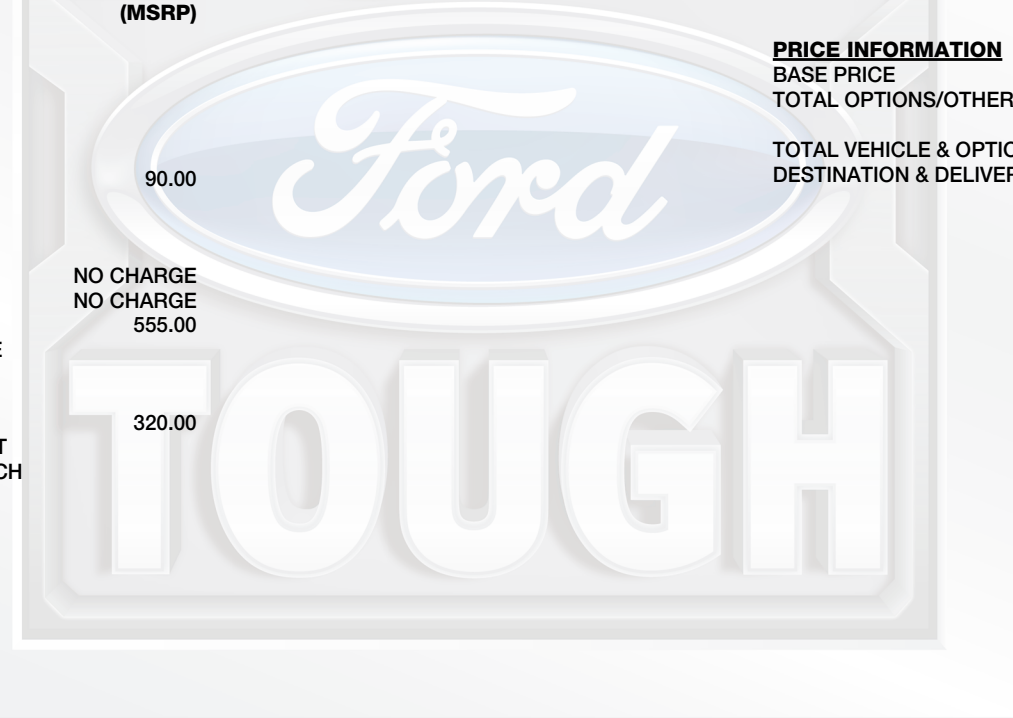 (MSRP)
90.00
NO CHARGE
NO CHARGE
555.00
E
320.00
T
CH
PRICE INFORMATION
BASE PRICE
TOTAL OPTIONS/OTHER
TOTAL VEHICLE & OPTIO
DESTINATION & DELIVER
Ford
TOUGH